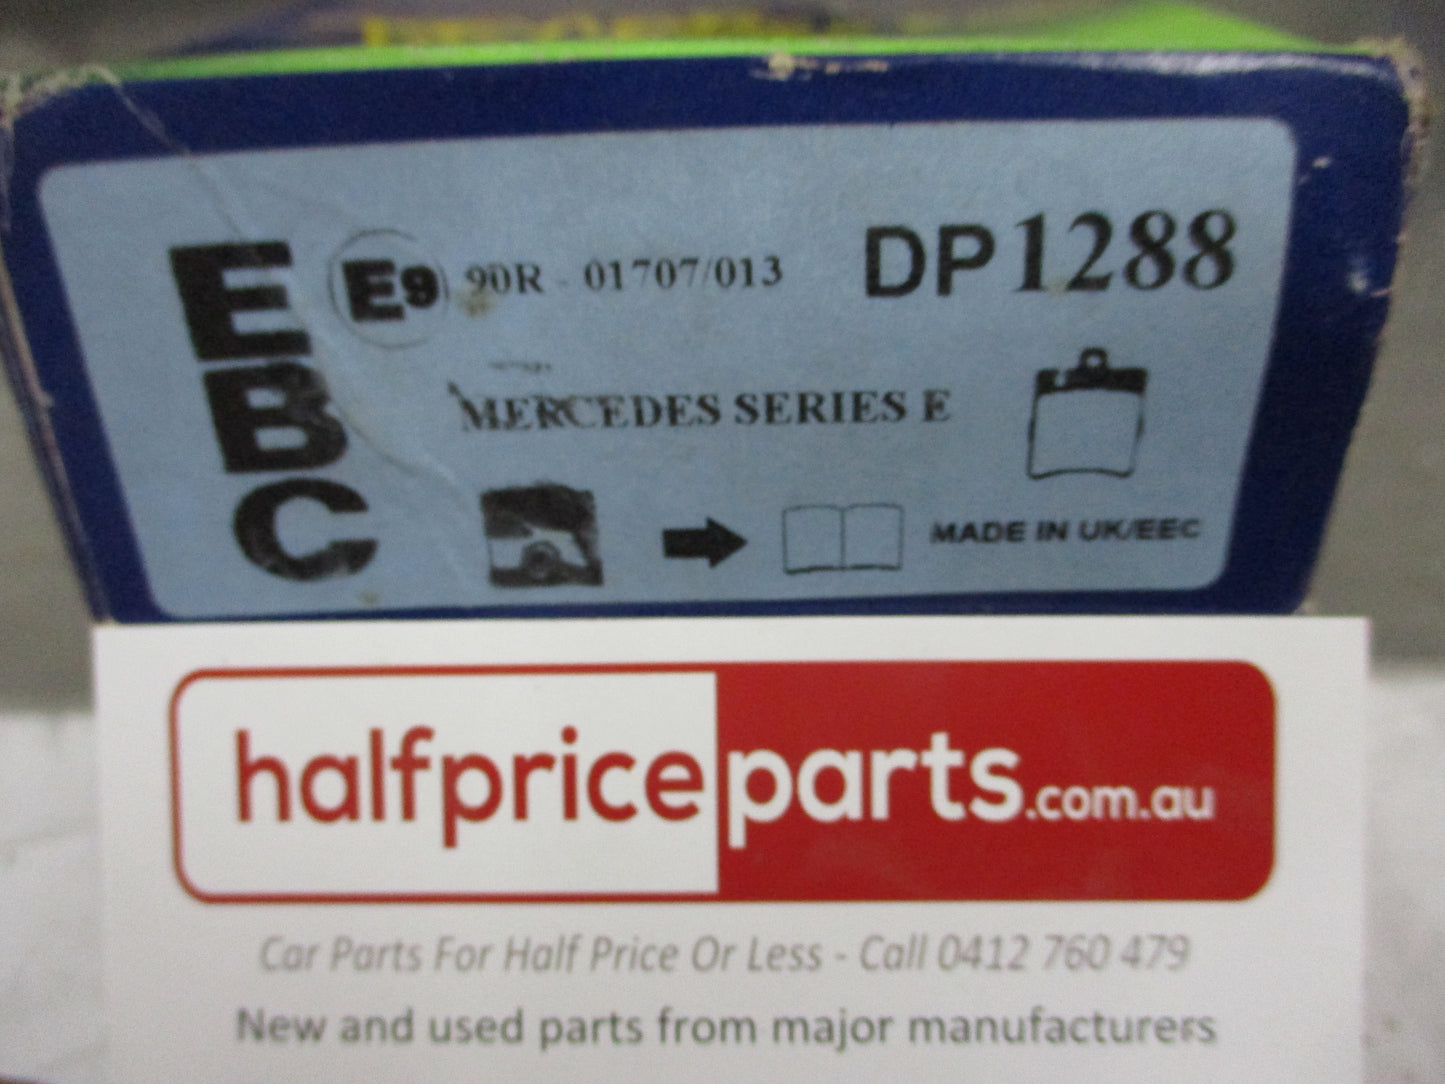 EBC
E9 90R - 01707/013
DP1288
MERCEDES SERIES E
MADE IN UK/EEC
halfpriceparts.com.au
Car Parts For Half Price Or Less - Call 0412 760 479
New and used parts from major manufacturers